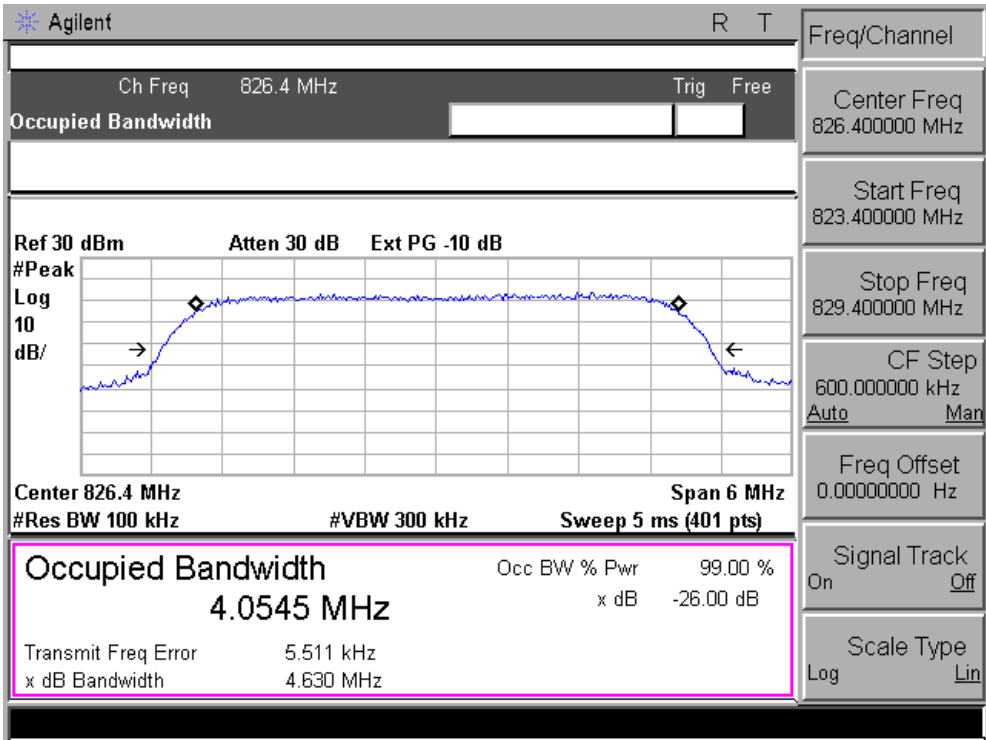 Agilent R T
Ch Freq 826.4 MHz Trig Free
Occupied Bandwidth
Ref 30 dBm Atten 30 dB Ext PG -10 dB
#Peak
Log
10
dB/
Center 826.4 MHz Span 6 MHz
#Res BW 100 kHz #VBW 300 kHz Sweep 5 ms (401 pts)
Occupied Bandwidth
4.0545 MHz
Occ BW % Pwr 99.00 %
x dB -26.00 dB
Transmit Freq Error 5.511 kHz
x dB Bandwidth 4.630 MHz
Freq/Channel
Center Freq
826.400000 MHz
Start Freq
823.400000 MHz
Stop Freq
829.400000 MHz
CF Step
600.000000 kHz
Auto Man
Freq Offset
0.00000000 Hz
Signal Track
On Off
Scale Type
Log Lin